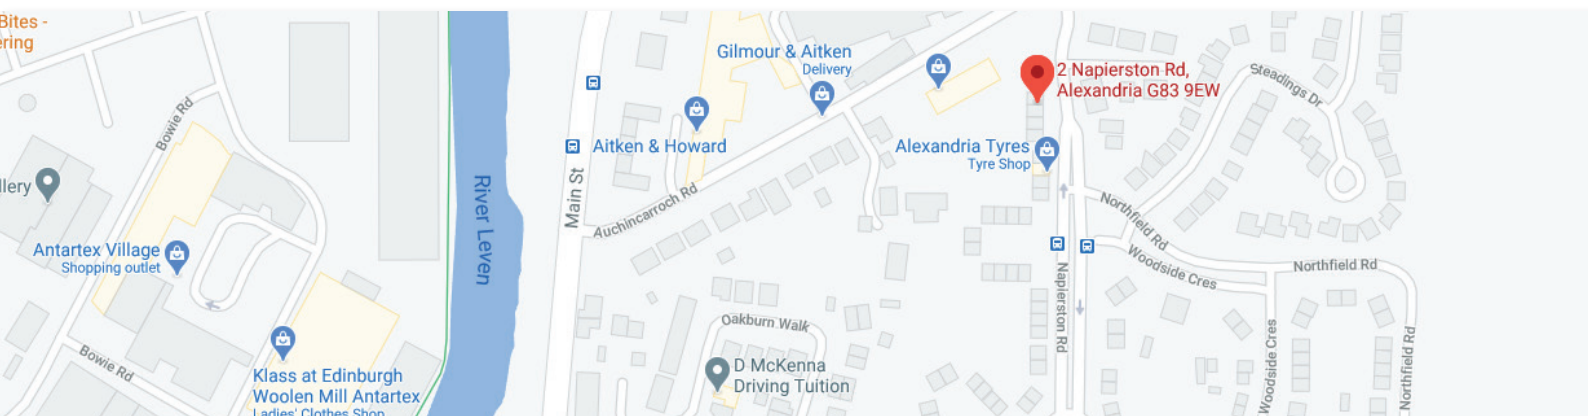 Bites -
ering
Bowie Rd
llery
Antartex Village
Shopping outlet
Bowie Rd
Klass at Edinburgh
Woolen Mill Antartex
Ladies' Clothes Shop
River Leven
Main St
Gilmour & Aitken
Delivery
Aitken & Howard
Auchincarroch Rd
2 Napierston Rd,
Alexandria G83 9EW
Alexandria Tyres
Tyre Shop
Steadings Dr
Northfield Rd
Woodside Cres
Northfield Rd
Napierston Rd
Oakburn Walk
D McKenna
Driving Tuition
Woodside Cres
Northfield Rd